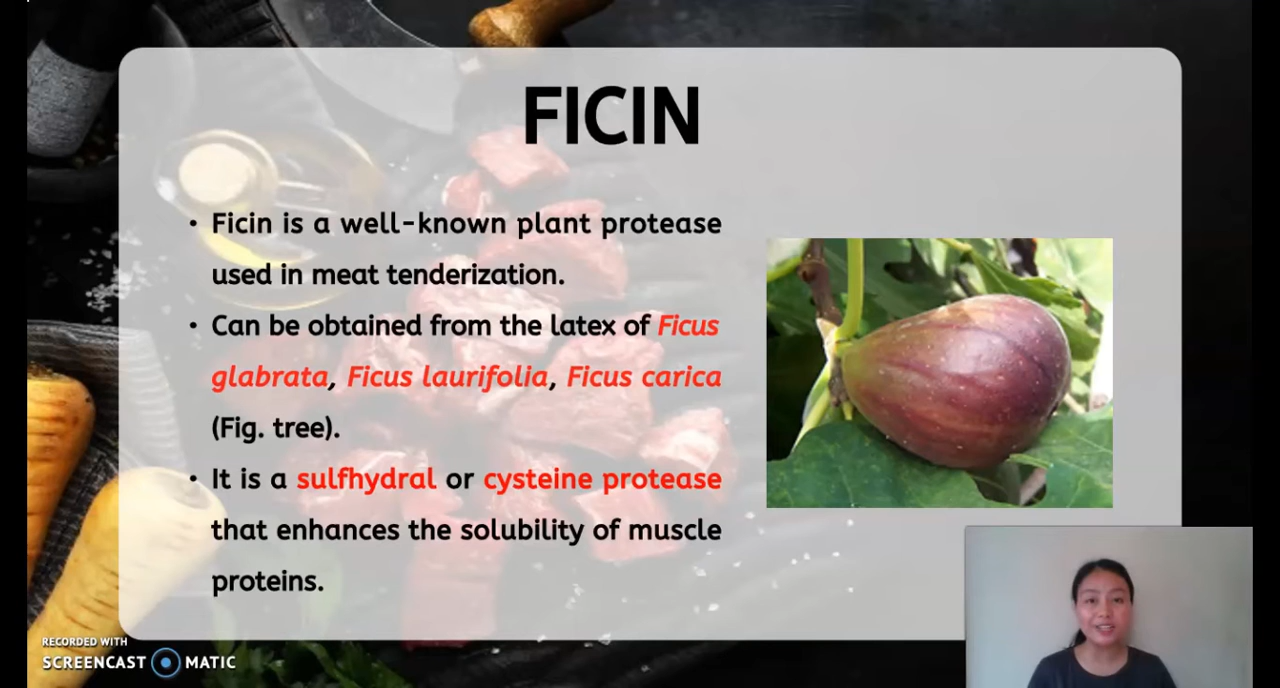 FICIN
• Ficin is a well-known plant protease
used in meat tenderization.
• Can be obtained from the latex of Ficus
glabrata, Ficus laurifolia, Ficus carica
(Fig. tree).
• It is a sulfhydral or cysteine protease
that enhances the solubility of muscle
proteins.
RECORDED WITH
SCREENCAST MATIC